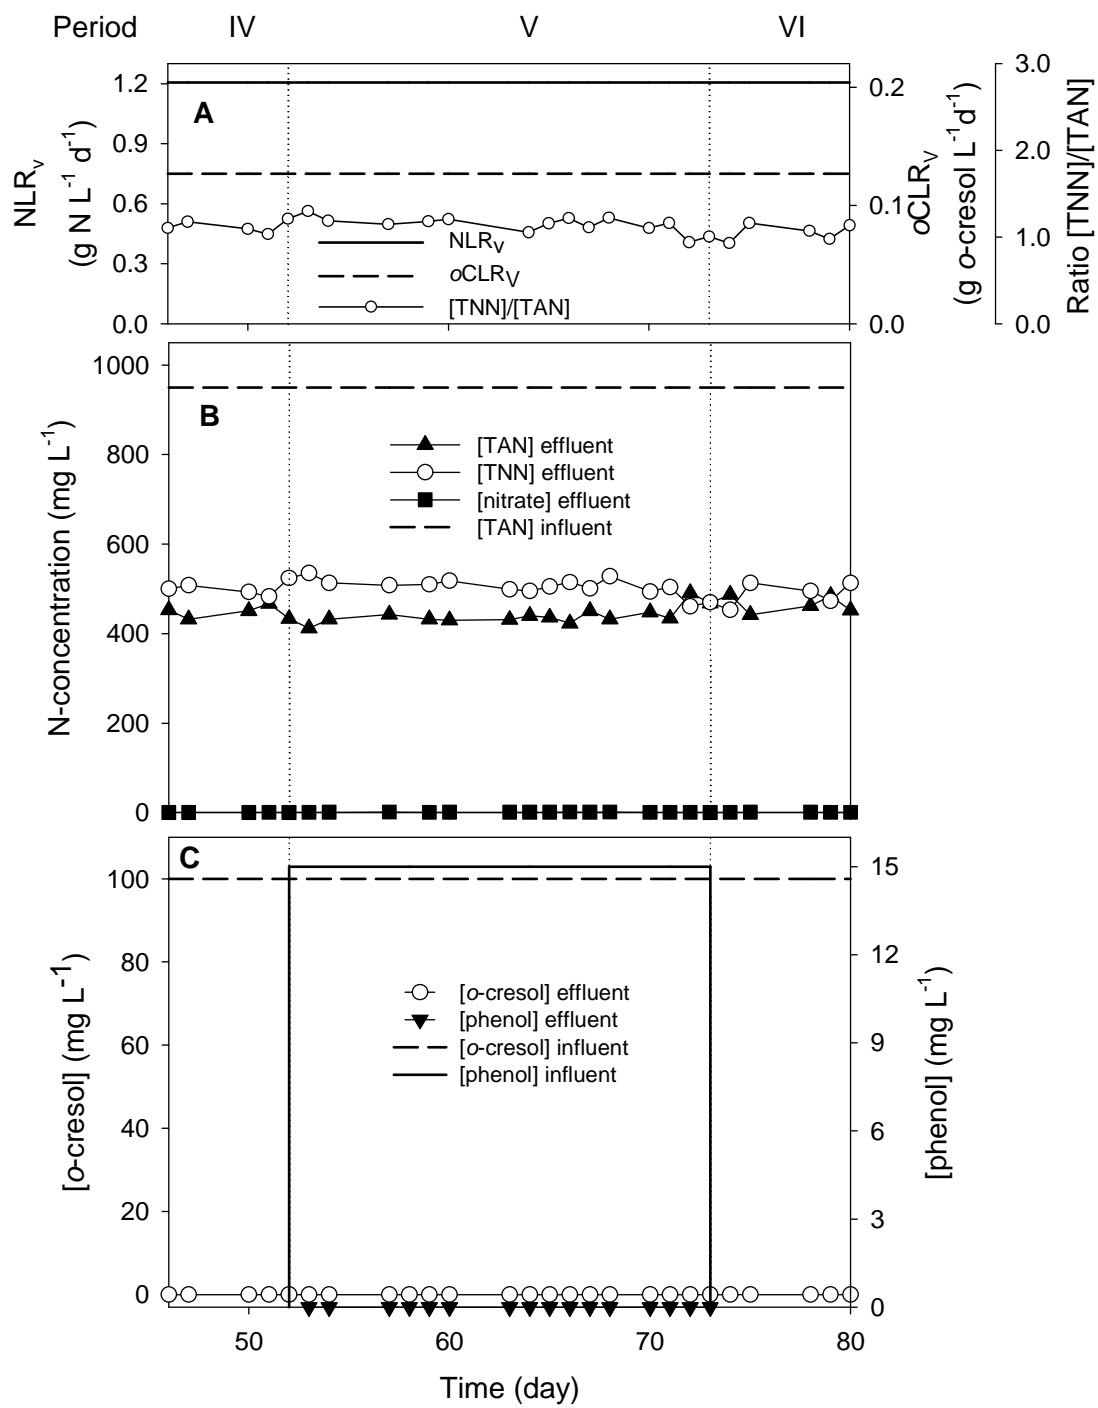 Period IV V VI
A
NLRV (g N L-1 d-1)
1.2
0.9
0.6
0.3
0.0
NLRV
oCLRV
[TNN]/[TAN]
0.2
0.1
0.0
oCLRV (g o-cresol L-1d-1)
3.0
2.0
1.0
0.0
Ratio [TNN]/[TAN]
B
N-concentration (mg L-1)
1000
800
600
400
200
0
[TAN] effluent
[TNN] effluent
[nitrate] effluent
[TAN] influent
C
[o-cresol] (mg L-1)
100
80
60
40
20
0
[o-cresol] effluent
[phenol] effluent
[o-cresol] influent
[phenol] influent
15
12
9
6
3
0
[phenol] (mg L-1)
50 60 70 80
Time (day)